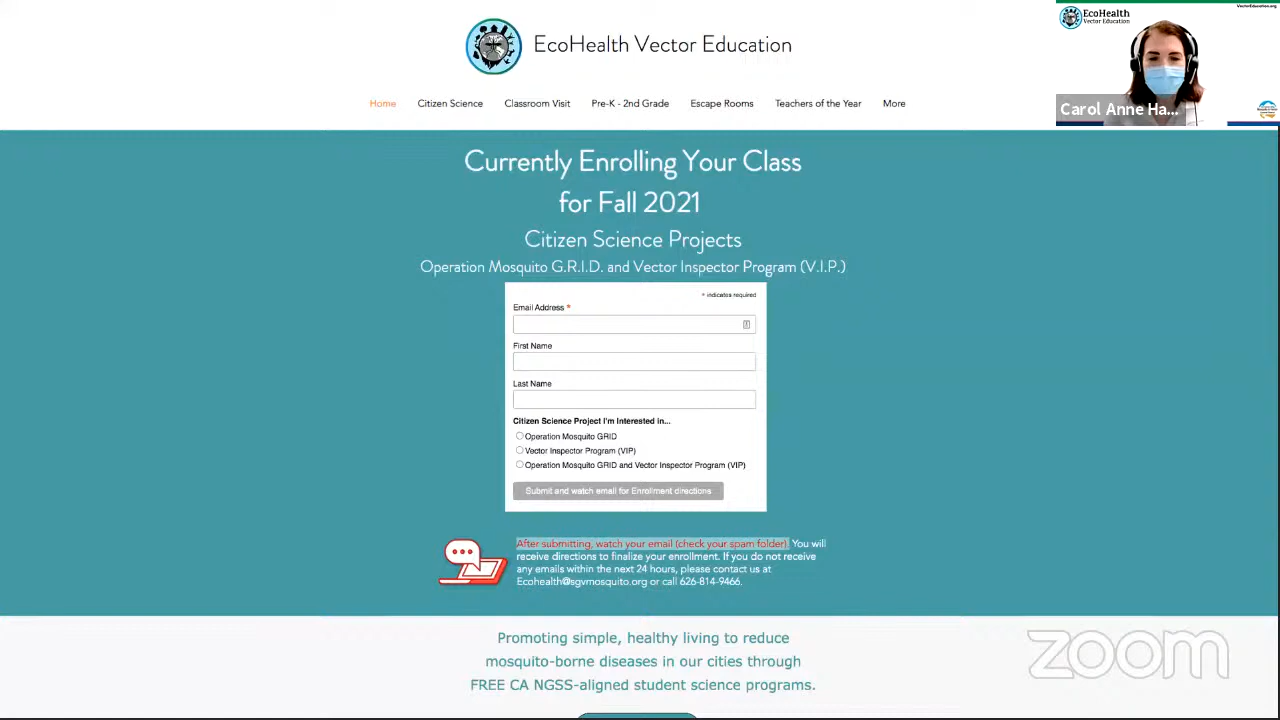 EcoHealth Vector Education
Home Citizen Science Classroom Visit Pre-K - 2nd Grade Escape Rooms Teachers of the Year More
EcoHealth
Vector Education
VectorEducation.org
Carol Anne Ha...
Currently Enrolling Your Class
for Fall 2021
Citizen Science Projects
Operation Mosquito G.R.I.D. and Vector Inspector Program (V.I.P.)
* indicates required
Email Address *
First Name
Last Name
Citizen Science Project I'm Interested in...
Operation Mosquito GRID
Vector Inspector Program (VIP)
Operation Mosquito GRID and Vector Inspector Program (VIP)
Submit and watch email for Enrollment directions
After submitting, watch your email (check your spam folder). You will
receive directions to finalize your enrollment. If you do not receive
any emails within the next 24 hours, please contact us at
Ecohealth@sgvmosquito.org or call 626-814-9466.
Promoting simple, healthy living to reduce
mosquito-borne diseases in our cities through
FREE CA NGSS-aligned student science programs.
zoom